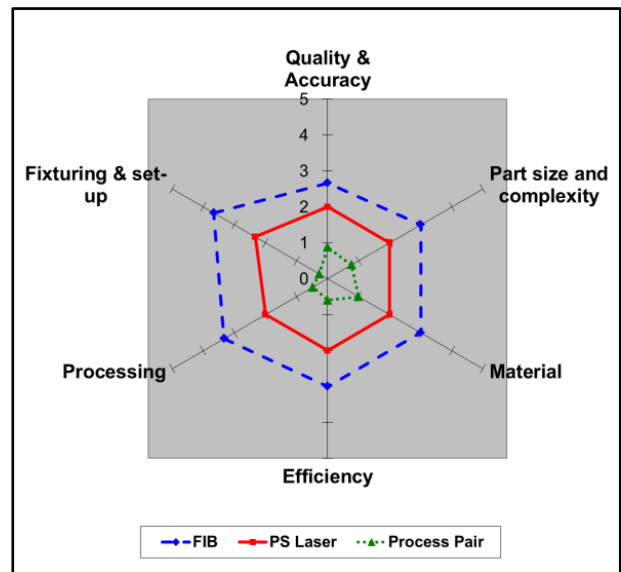 Quality &
Accuracy
5
4
3
2
1
0
Fixturing & set-
up
Part size and
complexity
Processing
Material
Efficiency
FIB
PS Laser
Process Pair